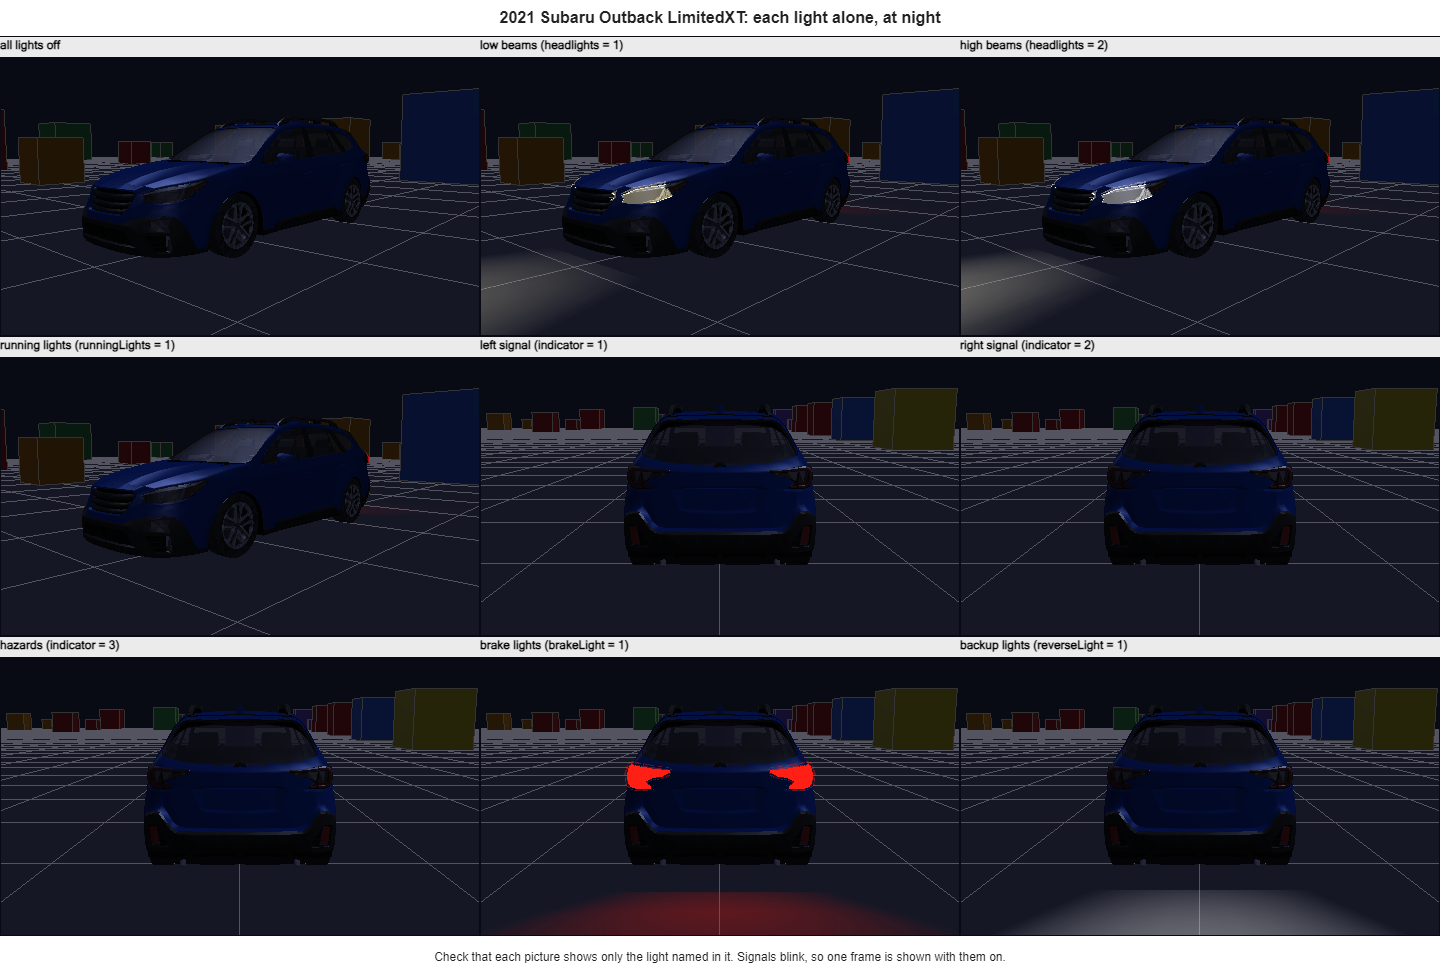 2021 Subaru Outback LimitedXT: each light alone, at night
all lights off
low beams (headlights = 1)
high beams (headlights = 2)
running lights (runningLights = 1)
left signal (indicator = 1)
right signal (indicator = 2)
hazards (indicator = 3)
brake lights (brakeLight = 1)
backup lights (reverseLight = 1)
Check that each picture shows only the light named in it. Signals blink, so one frame is shown with them on.